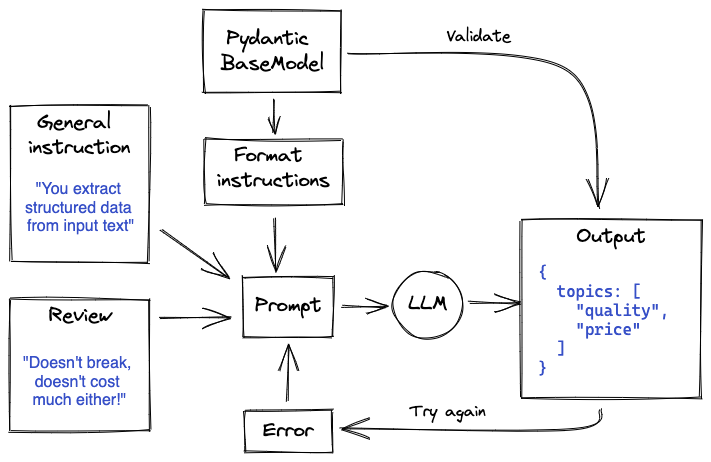 Pydantic
BaseModel
Validate
General
instruction
"You extract
structured data
from input text"
Format
instructions
Output
{
topics: [
"quality",
"price"
]
}
Prompt
LLM
Review
"Doesn't break,
doesn't cost
much either!"
Try again
Error